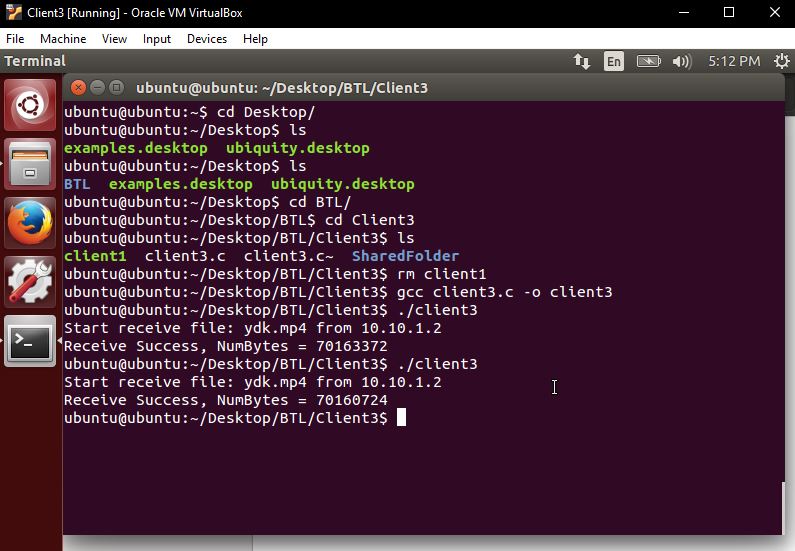 Client3 [Running] - Oracle VM VirtualBox
File Machine View Input Devices Help
Terminal En 5:12 PM
ubuntu@ubuntu: ~/Desktop/BTL/Client3
ubuntu@ubuntu:~$ cd Desktop/
ubuntu@ubuntu:~/Desktop$ ls
examples.desktop ubiquity.desktop
ubuntu@ubuntu:~/Desktop$ ls
BTL examples.desktop ubiquity.desktop
ubuntu@ubuntu:~/Desktop$ cd BTL/
ubuntu@ubuntu:~/Desktop/BTL$ cd Client3
ubuntu@ubuntu:~/Desktop/BTL/Client3$ ls
client1 client3.c client3.c~ SharedFolder
ubuntu@ubuntu:~/Desktop/BTL/Client3$ rm client1
ubuntu@ubuntu:~/Desktop/BTL/Client3$ gcc client3.c -o client3
ubuntu@ubuntu:~/Desktop/BTL/Client3$ ./client3
Start receive file: ydk.mp4 from 10.10.1.2
Receive Success, NumBytes = 70163372
ubuntu@ubuntu:~/Desktop/BTL/Client3$ ./client3
Start receive file: ydk.mp4 from 10.10.1.2
Receive Success, NumBytes = 70160724
ubuntu@ubuntu:~/Desktop/BTL/Client3$